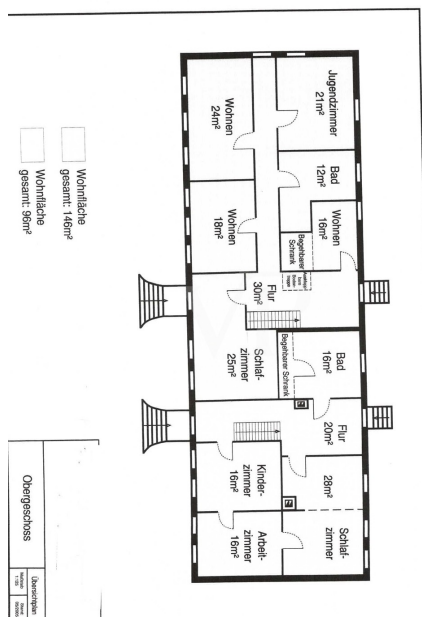 Jugendzimmer
21m²
Bad
12m²
Wohnen
16m²
Begehbarer
Schrank
Wohnen
24m²
Wohnen
18m²
Flur
30m²
Bad
16m²
Begehbarer Schrank
Schlaf-
zimmer
25m²
Flur
20m²
28m²
Schlaf-
zimmer
Kinder-
zimmer
16m²
Arbeit-
zimmer
16m²
Wohnfläche
gesamt: 146m²
Wohnfläche
gesamt: 96m²
Obergeschoss
Übersichtsplan
Maßstab